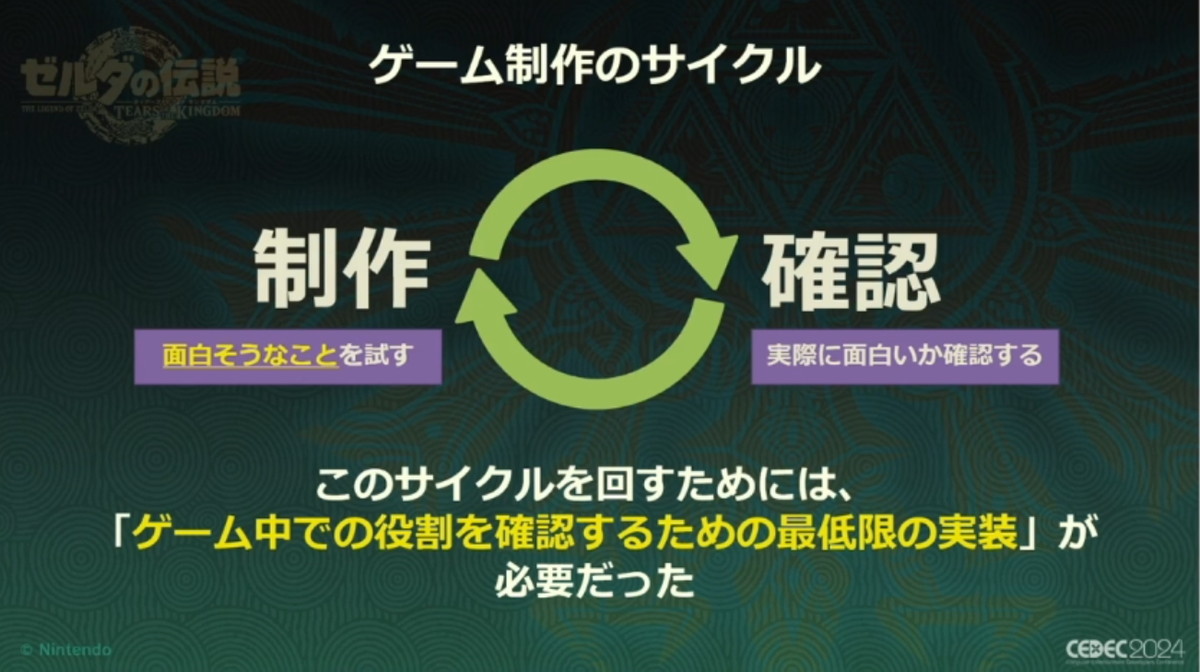 ゼルダの伝説
TEARS OF THE KINGDOM
ゲーム制作のサイクル
制作
確認
面白そうなことを試す
実際に面白いか確認する
このサイクルを回すためには、
「ゲーム中での役割を確認するための最低限の実装」が
必要だった
© Nintendo
CEDEC2024